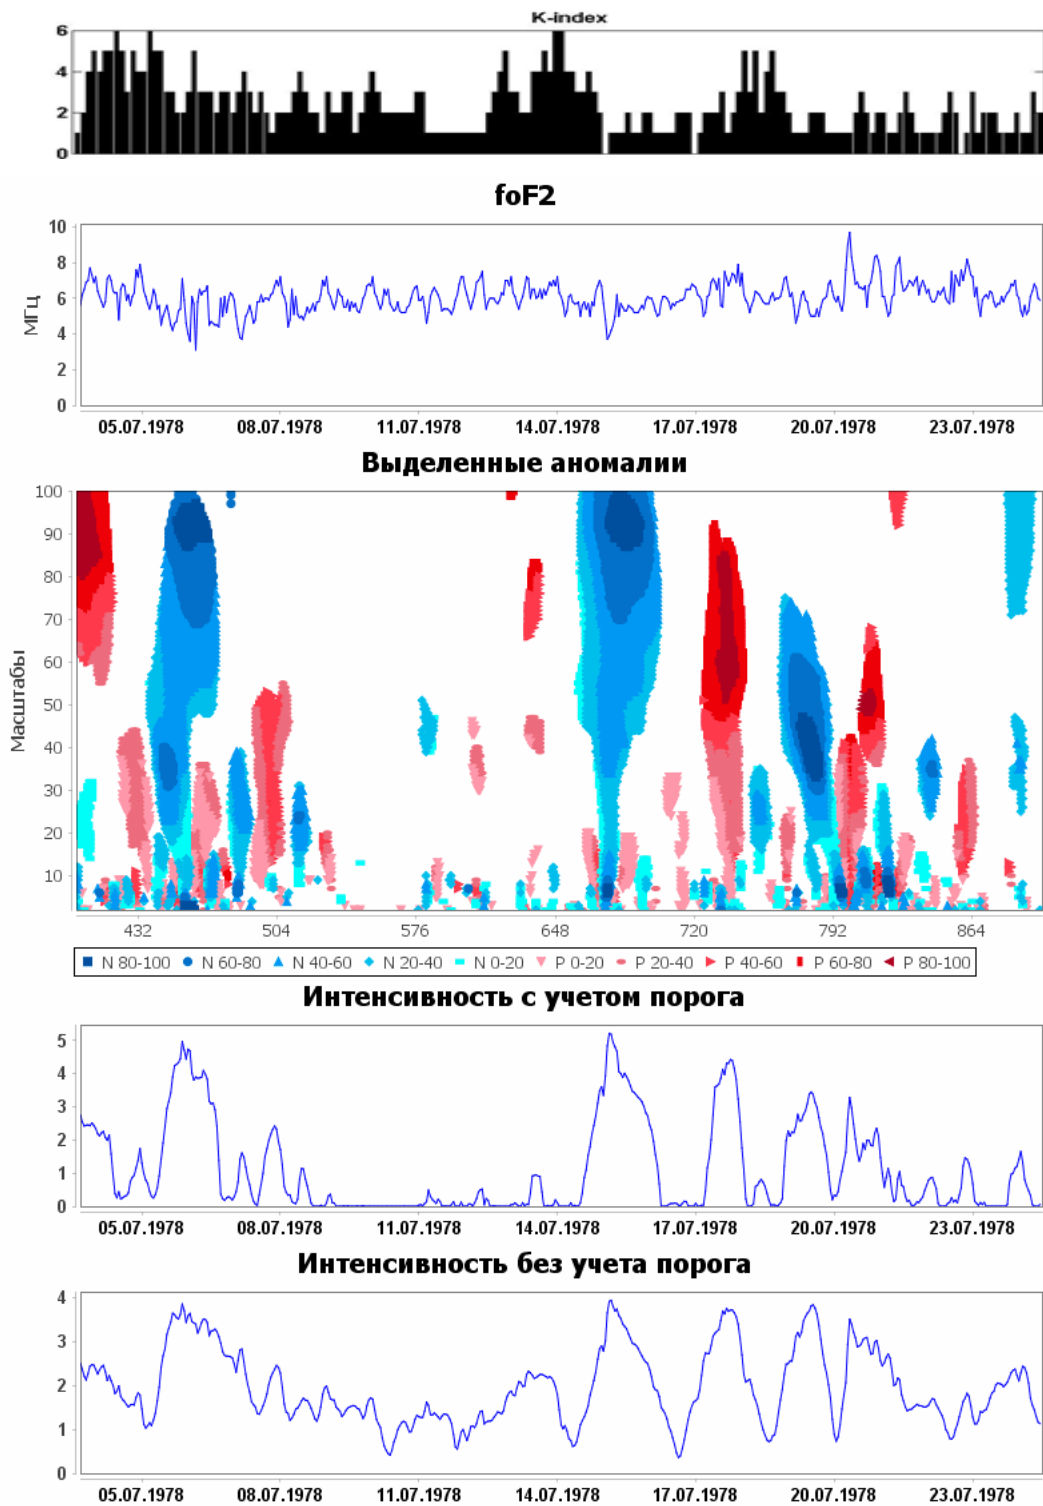 K-index
6
4
2
0
foF2
10
8
6
4
2
0
МГц
05.07.1978 08.07.1978 11.07.1978 14.07.1978 17.07.1978 20.07.1978 23.07.1978
Выделенные аномалии
100
90
80
70
60
50
40
30
20
10
Масштабы
432 504 576 648 720 792 864
N 80-100 N 60-80 N 40-60 N 20-40 N 0-20 P 0-20 P 20-40 P 40-60 P 60-80 P 80-100
Интенсивность с учетом порога
5
4
3
2
1
0
05.07.1978 08.07.1978 11.07.1978 14.07.1978 17.07.1978 20.07.1978 23.07.1978
Интенсивность без учета порога
4
3
2
1
0
05.07.1978 08.07.1978 11.07.1978 14.07.1978 17.07.1978 20.07.1978 23.07.1978